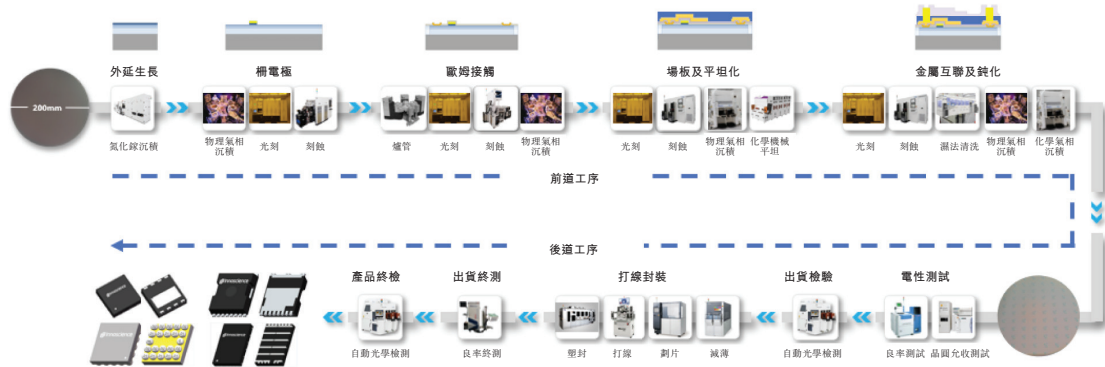 外延生長
柵電極
歐姆接觸
場板及平坦化
金屬互聯及鈍化
200mm
氮化鎵沉積
物理氣相
沉積
光刻
刻蝕
爐管
光刻
刻蝕
物理氣相
沉積
光刻
刻蝕
物理氣相
沉積
化學機械
平坦
光刻
刻蝕
濕法清洗
物理氣相
沉積
化學氣相
沉積
前道工序
後道工序
產品終檢
出貨終測
打線封裝
出貨檢驗
電性測試
自動光學檢測
良率終測
塑封
打線
劃片
減薄
自動光學檢測
良率測試
晶圓允收測試
Innoscience
Innoscience
Innoscience
Innoscience